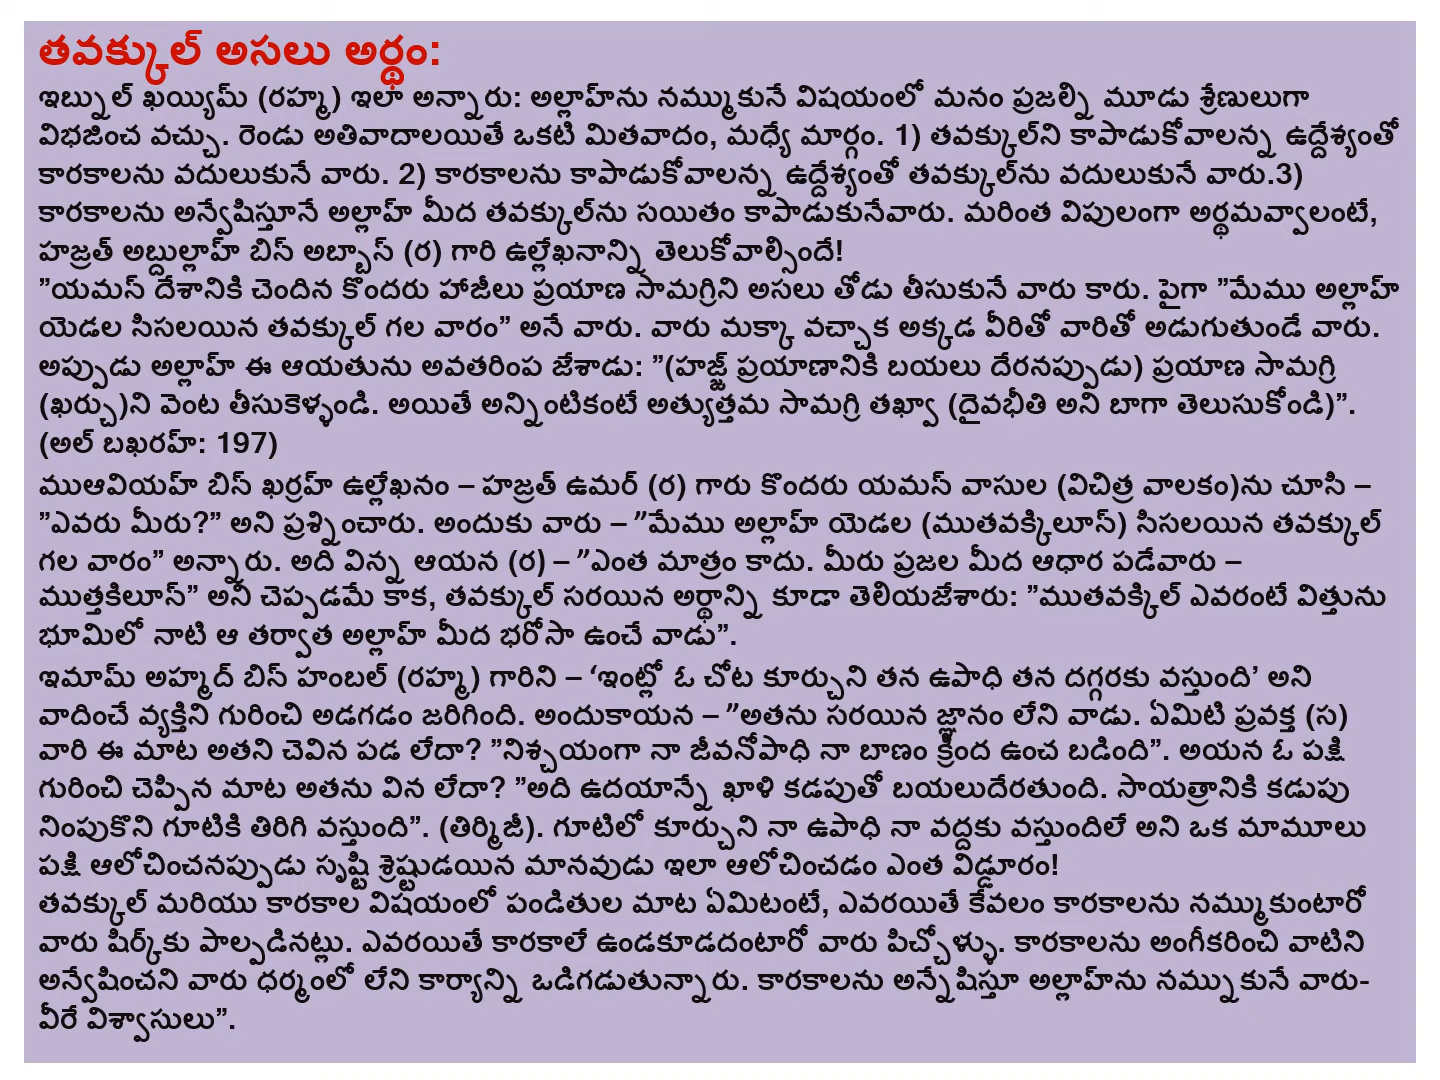 తవక్కుల్ అసలు అర్థం:
ఇబ్నుల్ ఖయ్యిమ్ (రహ్మ) ఇలా అన్నారు: అల్లాహ్‌ను నమ్ముకునే విషయంలో మనం ప్రజల్ని మూడు శ్రేణులుగా
విభజించ వచ్చు. రెండు అతివాదాలయితే ఒకటి మితవాదం, మధ్యే మార్గం. 1) తవక్కుల్‌ని కాపాడుకోవాలన్న ఉద్దేశ్యంతో
కారకాలను వదులుకునే వారు. 2) కారకాలను కాపాడుకోవాలన్న ఉద్దేశ్యంతో తవక్కుల్‌ను వదులుకునే వారు.3)
కారకాలను అన్వేషిస్తూనే అల్లాహ్ మీద తవక్కుల్‌ను సయితం కాపాడుకునేవారు. మరింత విపులంగా అర్థమవ్వాలంటే,
హజ్రత్ అబ్దుల్లాహ్ బిస్ అబ్బాస్ (ర) గారి ఉల్లేఖనాన్ని తెలుకోవాల్సిందే!
”యమస్ దేశానికి చెందిన కొందరు హాజీలు ప్రయాణ సామగ్రిని అసలు తోడు తీసుకునే వారు కారు. పైగా ”మేము అల్లాహ్
యెడల సిసలయిన తవక్కుల్ గల వారం” అనే వారు. వారు మక్కా వచ్చాక అక్కడ వీరితో వారితో అడుగుతుండే వారు.
అప్పుడు అల్లాహ్ ఈ ఆయతును అవతరింప జేశాడు: ”(హజ్జ్ ప్రయాణానికి బయలు దేరనప్పుడు) ప్రయాణ సామగ్రి
(ఖర్చు)ని వెంట తీసుకెళ్ళండి. అయితే అన్నింటికంటే అత్యుత్తమ సామగ్రి తఖ్వా (దైవభీతి అని బాగా తెలుసుకోండి)”.
(అల్ బఖరహ్: 197)
ముఆవియహ్ బిస్ ఖర్రహ్ ఉల్లేఖనం – హజ్రత్ ఉమర్ (ర) గారు కొందరు యమస్ వాసుల (విచిత్ర వాలకం)ను చూసి –
”ఎవరు మీరు?” అని ప్రశ్నించారు. అందుకు వారు – ”మేము అల్లాహ్ యెడల (ముతవక్కిలూస్) సిసలయిన తవక్కుల్
గల వారం” అన్నారు. అది విన్న ఆయన (ర) – ”ఎంత మాత్రం కాదు. మీరు ప్రజల మీద ఆధార పడేవారు –
ముత్తకిలూస్” అని చెప్పడమే కాక, తవక్కుల్ సరయిన అర్థాన్ని కూడా తెలియజేశారు: ”ముతవక్కిల్ ఎవరంటే విత్తును
భూమిలో నాటి ఆ తర్వాత అల్లాహ్ మీద భరోసా ఉంచే వాడు”.
ఇమామ్ అహ్మద్ బిస్ హంబల్ (రహ్మ) గారిని – ‘ఇంట్లో ఓ చోట కూర్చుని తన ఉపాధి తన దగ్గరకు వస్తుంది’ అని
వాదించే వ్యక్తిని గురించి అడగడం జరిగింది. అందుకాయన – ”అతను సరయిన జ్ఞానం లేని వాడు. ఏమిటి ప్రవక్త (స)
వారి ఈ మాట అతని చెవిన పడ లేదా? ”నిశ్చయంగా నా జీవనోపాధి నా బాణం క్రింద ఉంచ బడింది”. అయన ఓ పక్షి
గురించి చెప్పిన మాట అతను విన లేదా? ”అది ఉదయాన్నే ఖాళి కడపుతో బయలుదేరతుంది. సాయత్రానికి కడుపు
నింపుకొని గూటికి తిరిగి వస్తుంది”. (తిర్మిజీ). గూటిలో కూర్చుని నా ఉపాధి నా వద్దకు వస్తుందిలే అని ఒక మామూలు
పక్షి ఆలోచించనప్పుడు సృష్టి శ్రెష్టుడయిన మానవుడు ఇలా ఆలోచించడం ఎంత విడ్డూరం!
తవక్కుల్ మరియు కారకాల విషయంలో పండితుల మాట ఏమిటంటే, ఎవరయితే కేవలం కారకాలను నమ్ముకుంటారో
వారు షిర్క్‌కు పాల్పడినట్లు. ఎవరయితే కారకాలే ఉండకూడదంటారో వారు పిచ్చోళ్ళు. కారకాలను అంగీకరించి వాటిని
అన్వేషించని వారు ధర్మంలో లేని కార్యాన్ని ఒడిగడుతున్నారు. కారకాలను అన్నేషిస్తూ అల్లాహ్‌ను నమ్నుకునే వారు-
వీరే విశ్వాసులు”.